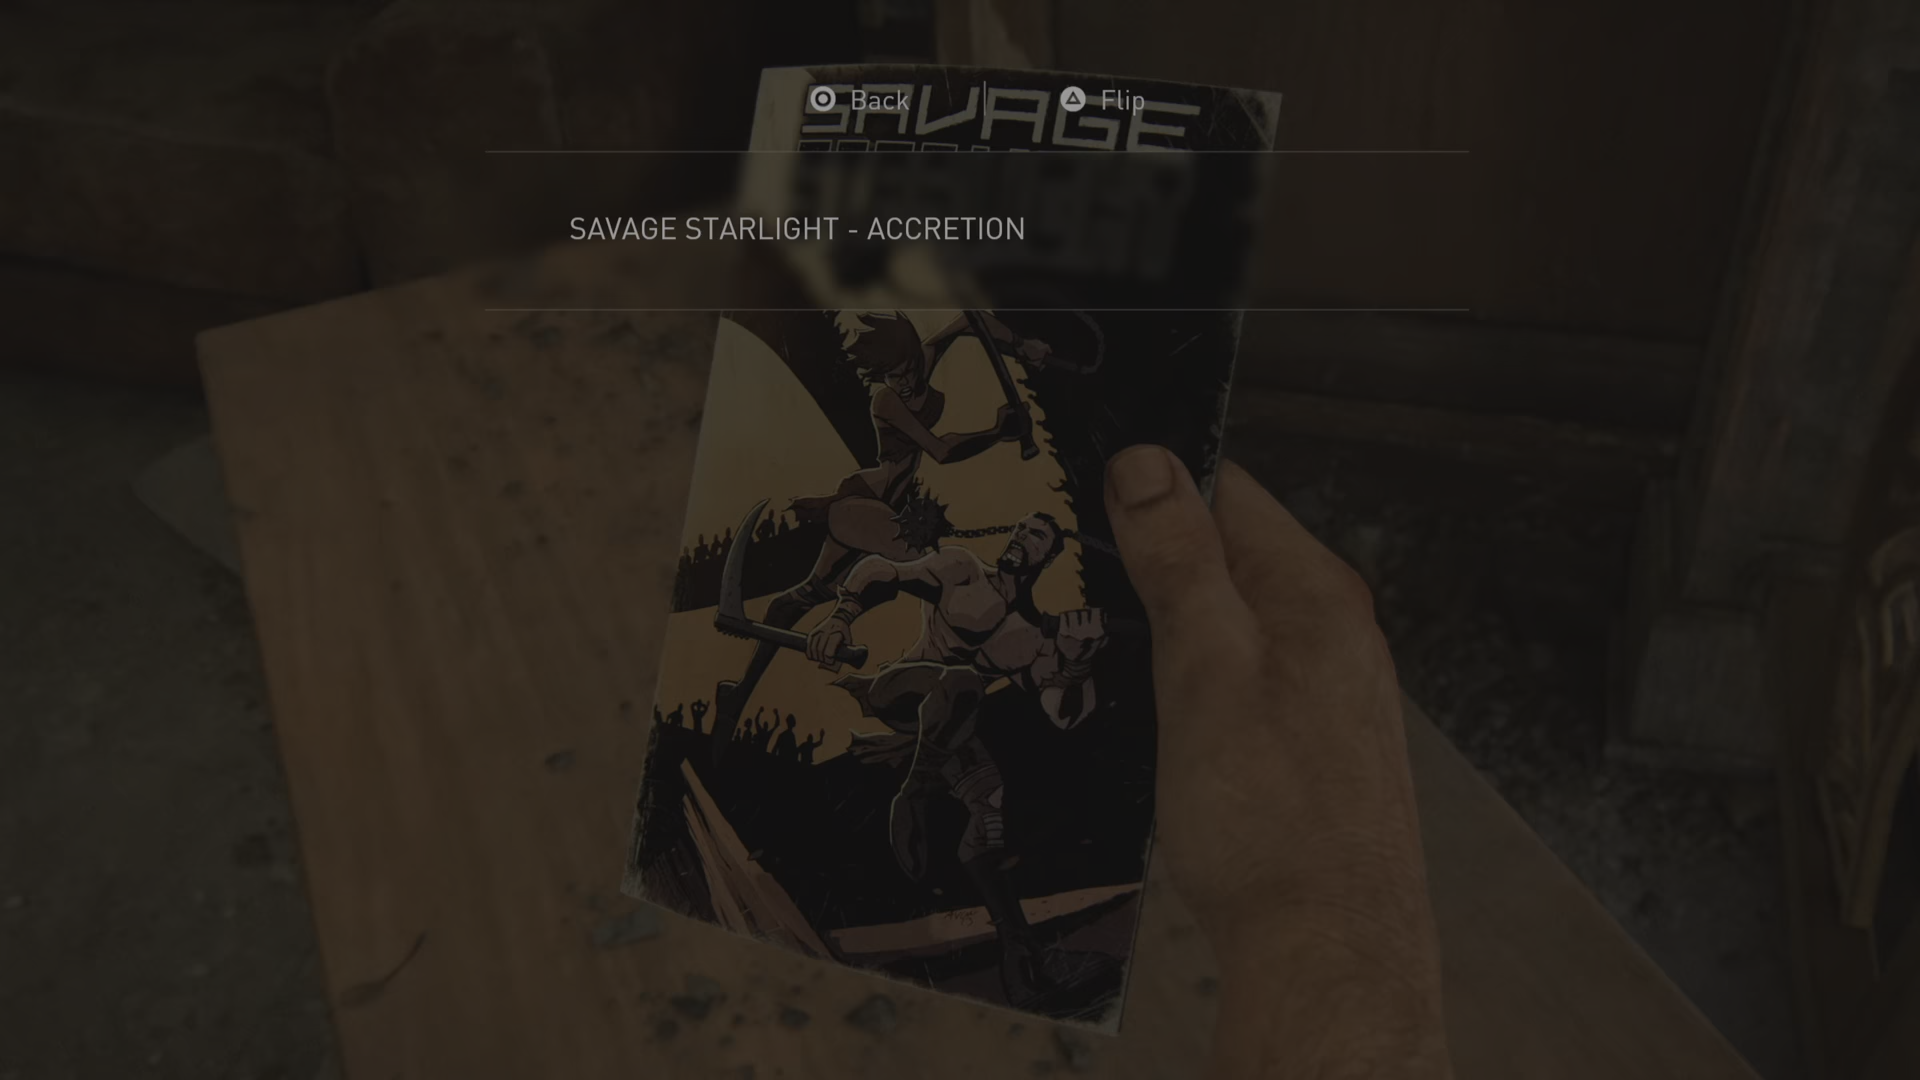 SAVAGE
Back
Flip
SAVAGE STARLIGHT - ACCRETION